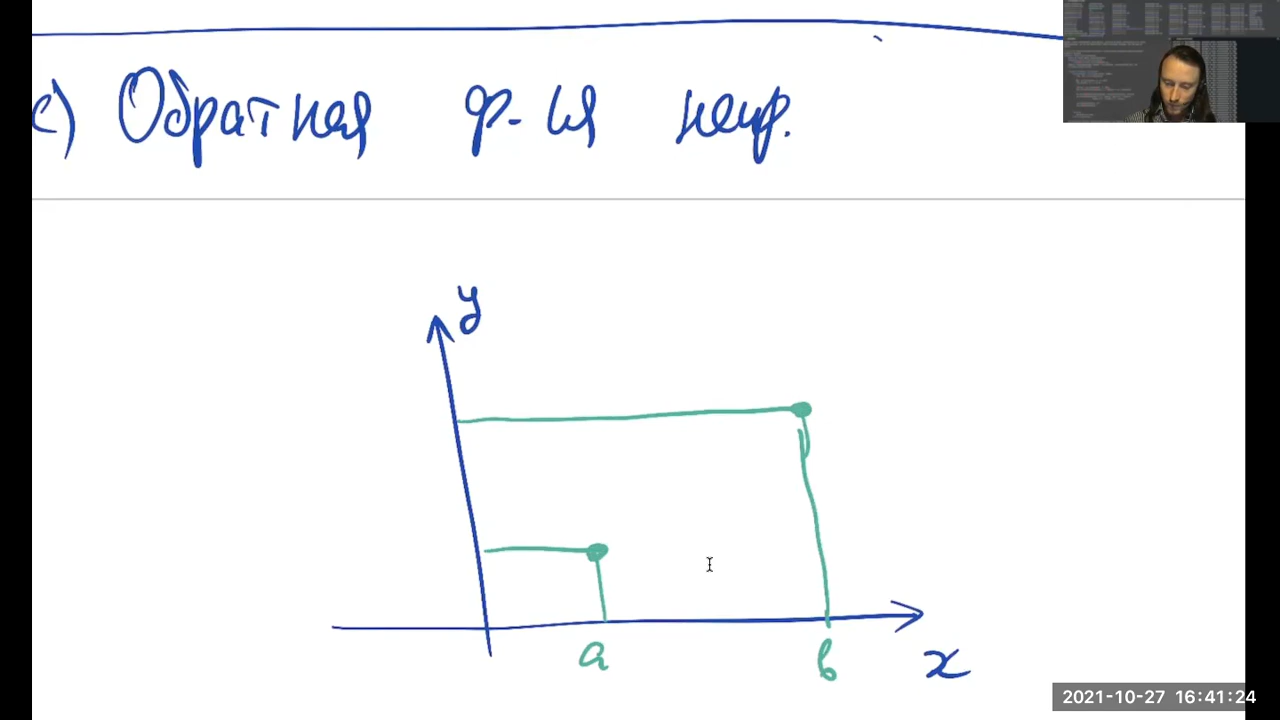 с) Обратная ф-ия непр.
y
a
b
x
2021-10-27 16:41:24